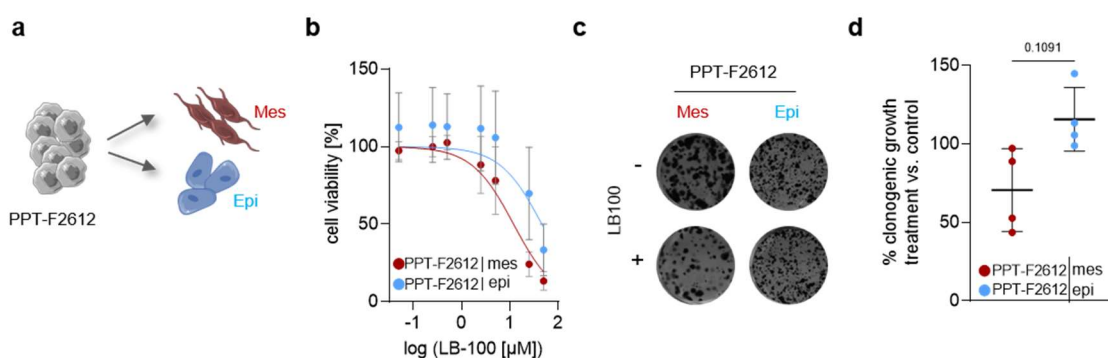 a
Mes
Epi
PPT-F2612
b
cell viability [%]
150
100
50
0
-1
0
1
2
log (LB-100 [µM])
PPT-F2612 | mes
PPT-F2612 | epi
c
PPT-F2612
Mes
Epi
LB100
-
+
d
0.1091
% clonogenic growth
treatment vs. control
150
100
50
0
PPT-F2612 | mes
PPT-F2612 | epi